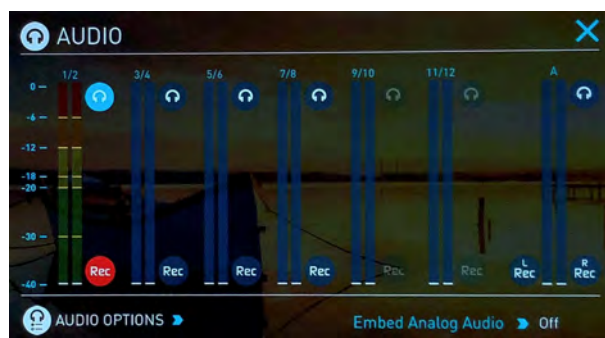 AUDIO
1/2 3/4 5/6 7/8 9/10 11/12 A
0
-6
-12
-18
-20
-30
-40
Rec Rec Rec Rec Rec Rec L Rec R Rec
AUDIO OPTIONS Embed Analog Audio Off